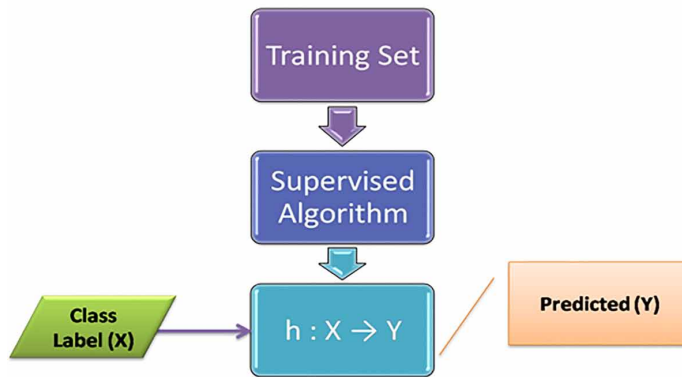 Training Set
Supervised
Algorithm
Class
Label (X)
h : X → Y
Predicted (Y)